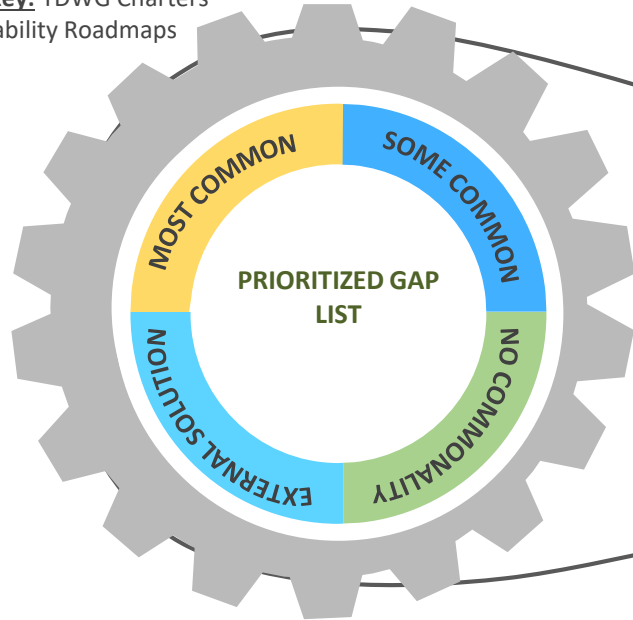 TDWG Charters
ability Roadmaps
MOST COMMON
SOME COMMON
PRIORITIZED GAP
LIST
EXTERNAL SOLUTION
NO COMMONALITY